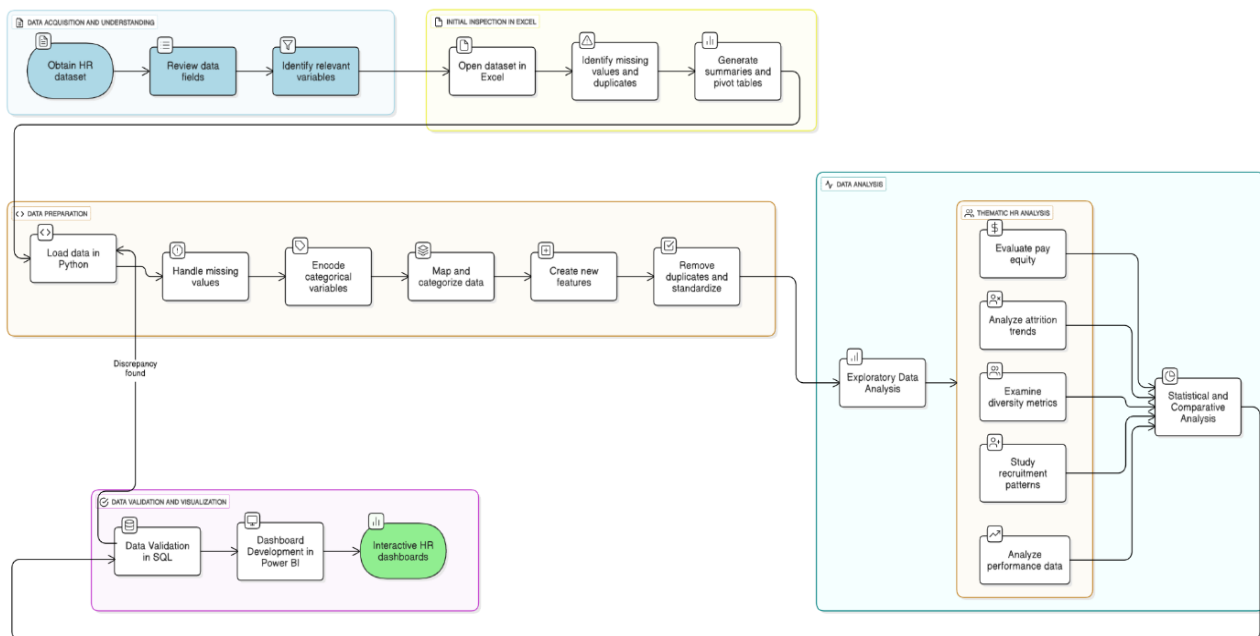 DATA ACQUISITION AND UNDERSTANDING
Obtain HR
dataset
Review data
fields
Identify relevant
variables
INITIAL INSPECTION IN EXCEL
Open dataset in
Excel
Identify missing
values and
duplicates
Generate
summaries and
pivot tables
DATA PREPARATION
Load data in
Python
Handle missing
values
Encode
categorical
variables
Map and
categorize data
Create new
features
Remove
duplicates and
standardize
Discrepancy
found
DATA ANALYSIS
Exploratory Data
Analysis
THEMATIC HR ANALYSIS
Evaluate pay
equity
Analyze attrition
trends
Examine
diversity metrics
Study
recruitment
patterns
Analyze
performance data
Statistical and
Comparative
Analysis
DATA VALIDATION AND VISUALIZATION
Data Validation
in SQL
Dashboard
Development in
Power BI
Interactive HR
dashboards